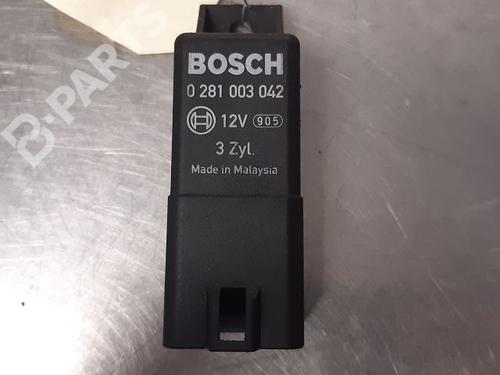 BOSCH
0 281 003 042
12V 905
3 Zyl.
Made in Malaysia
B-PARTS